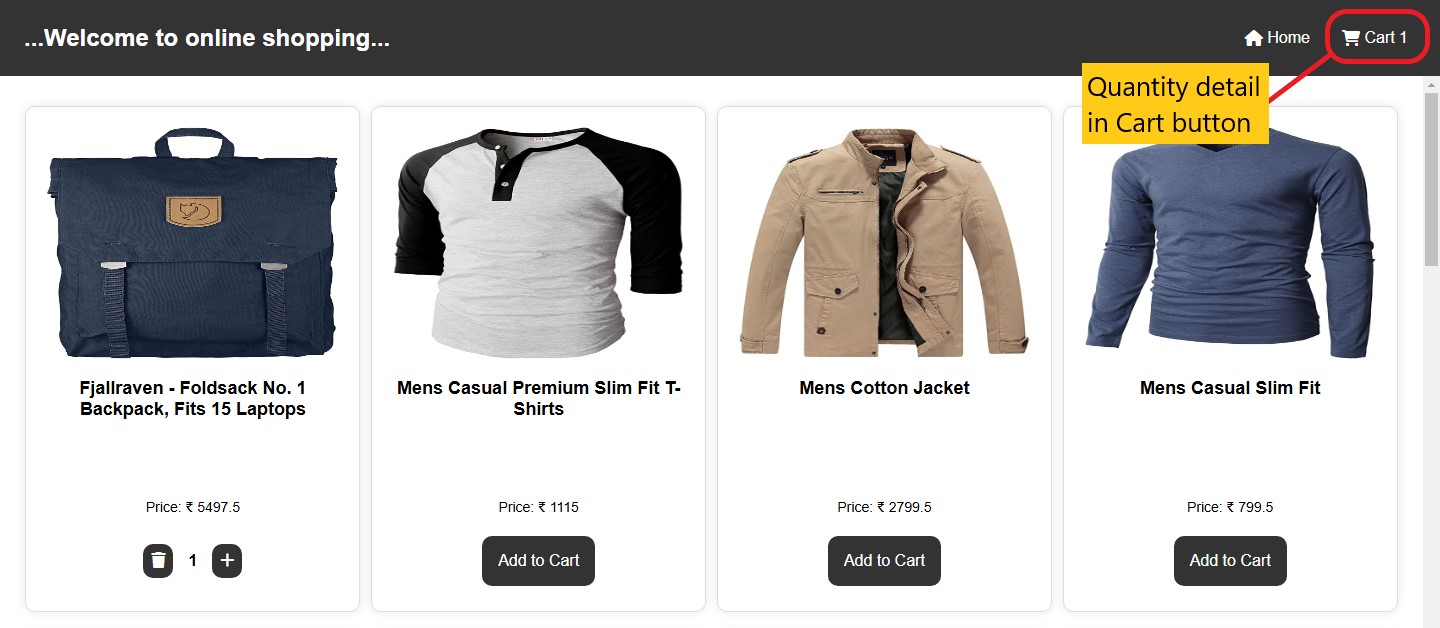 ...Welcome to online shopping...
Home
Cart 1
Quantity detail
in Cart button
Fjallraven - Foldsack No. 1
Backpack, Fits 15 Laptops
Price: ₹ 5497.5
1
Mens Casual Premium Slim Fit T-
Shirts
Price: ₹ 1115
Add to Cart
Mens Cotton Jacket
Price: ₹ 2799.5
Add to Cart
Mens Casual Slim Fit
Price: ₹ 799.5
Add to Cart